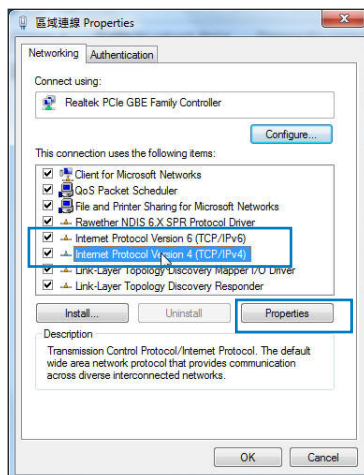 區域連線 Properties
Networking
Authentication
Connect using:
Realtek PCIe GBE Family Controller
Configure...
This connection uses the following items:
Client for Microsoft Networks
QoS Packet Scheduler
File and Printer Sharing for Microsoft Networks
Rawether NDIS 6.X SPR Protocol Driver
Internet Protocol Version 6 (TCP/IPv6)
Internet Protocol Version 4 (TCP/IPv4)
Link-Layer Topology Discovery Mapper I/O Driver
Link-Layer Topology Discovery Responder
Install...
Uninstall
Properties
Description
Transmission Control Protocol/Internet Protocol. The default
wide area network protocol that provides communication
across diverse interconnected networks.
OK
Cancel